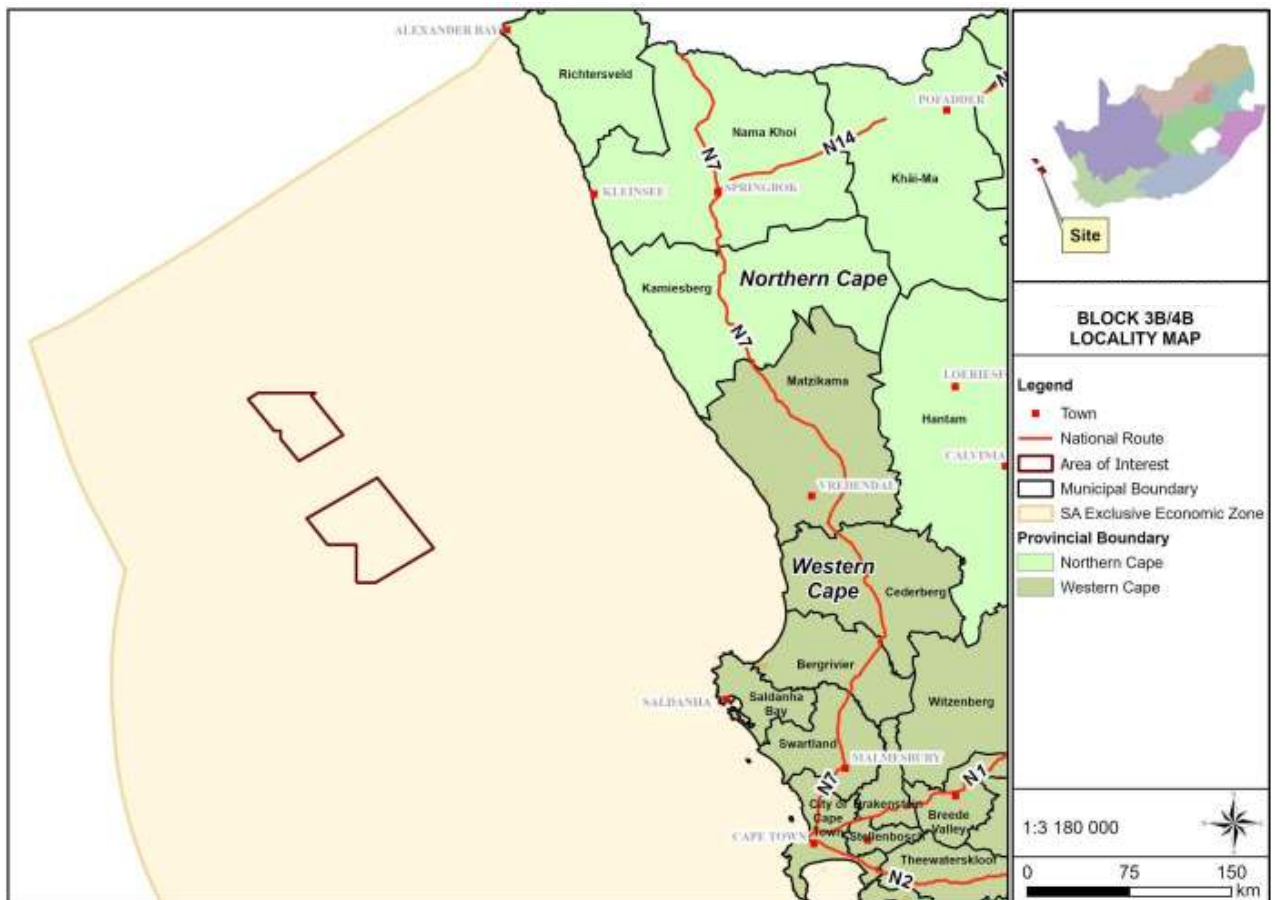 ALEXANDER BAY
Richtersveld
POFADDER
Nama Khoi
N14
N7
KLEINSEE
SPRINGBOK
Khâi-Ma
Kamiesberg
Northern Cape
N7
Matzikama
Hantam
CALVINIA
VREDENDAL
Western
Cape
Cederberg
Bergrivier
SALDANHA
Saldanha
Bay
Witzenberg
Swartland
MALMESBURY
N7
N1
City of
Cape
Town
Drakenstein
Breede
Valley
CAPE TOWN
Stellenbosch
Theewaterskloof
N2
Site
BLOCK 3B/4B
LOCALITY MAP
Legend
Town
National Route
Area of Interest
Municipal Boundary
SA Exclusive Economic Zone
Provincial Boundary
Northern Cape
Western Cape
1:3 180 000
0 75 150
km